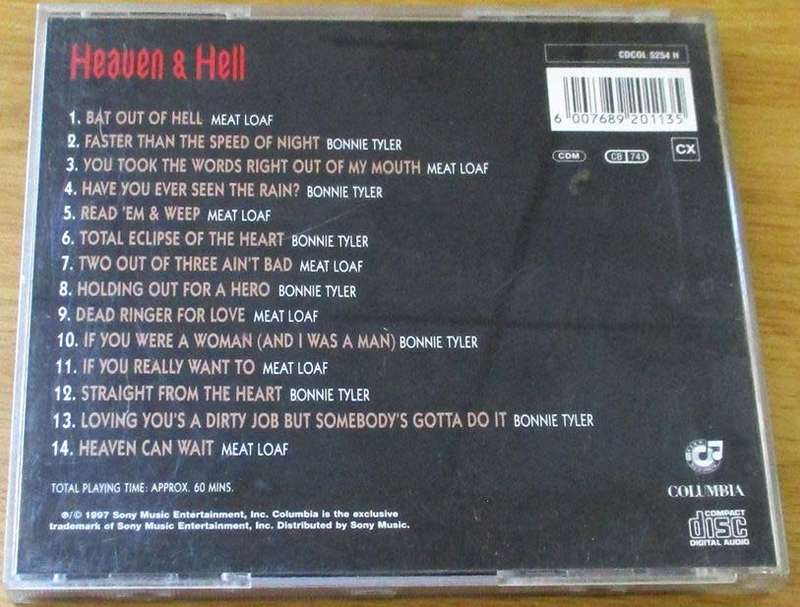 Heaven & Hell
CDCOL 5254 H
6 007689 201135
CDM CB 741 CX
1. BAT OUT OF HELL MEAT LOAF
2. FASTER THAN THE SPEED OF NIGHT BONNIE TYLER
3. YOU TOOK THE WORDS RIGHT OUT OF MY MOUTH MEAT LOAF
4. HAVE YOU EVER SEEN THE RAIN? BONNIE TYLER
5. READ 'EM & WEEP MEAT LOAF
6. TOTAL ECLIPSE OF THE HEART BONNIE TYLER
7. TWO OUT OF THREE AIN'T BAD MEAT LOAF
8. HOLDING OUT FOR A HERO BONNIE TYLER
9. DEAD RINGER FOR LOVE MEAT LOAF
10. IF YOU WERE A WOMAN (AND I WAS A MAN) BONNIE TYLER
11. IF YOU REALLY WANT TO MEAT LOAF
12. STRAIGHT FROM THE HEART BONNIE TYLER
13. LOVING YOU'S A DIRTY JOB BUT SOMEBODY'S GOTTA DO IT BONNIE TYLER
14. HEAVEN CAN WAIT MEAT LOAF
TOTAL PLAYING TIME: APPROX. 60 MINS.
℗/© 1997 Sony Music Entertainment, Inc. Columbia is the exclusive
trademark of Sony Music Entertainment, Inc. Distributed by Sony Music.
COLUMBIA
COMPACT
disc
DIGITAL AUDIO